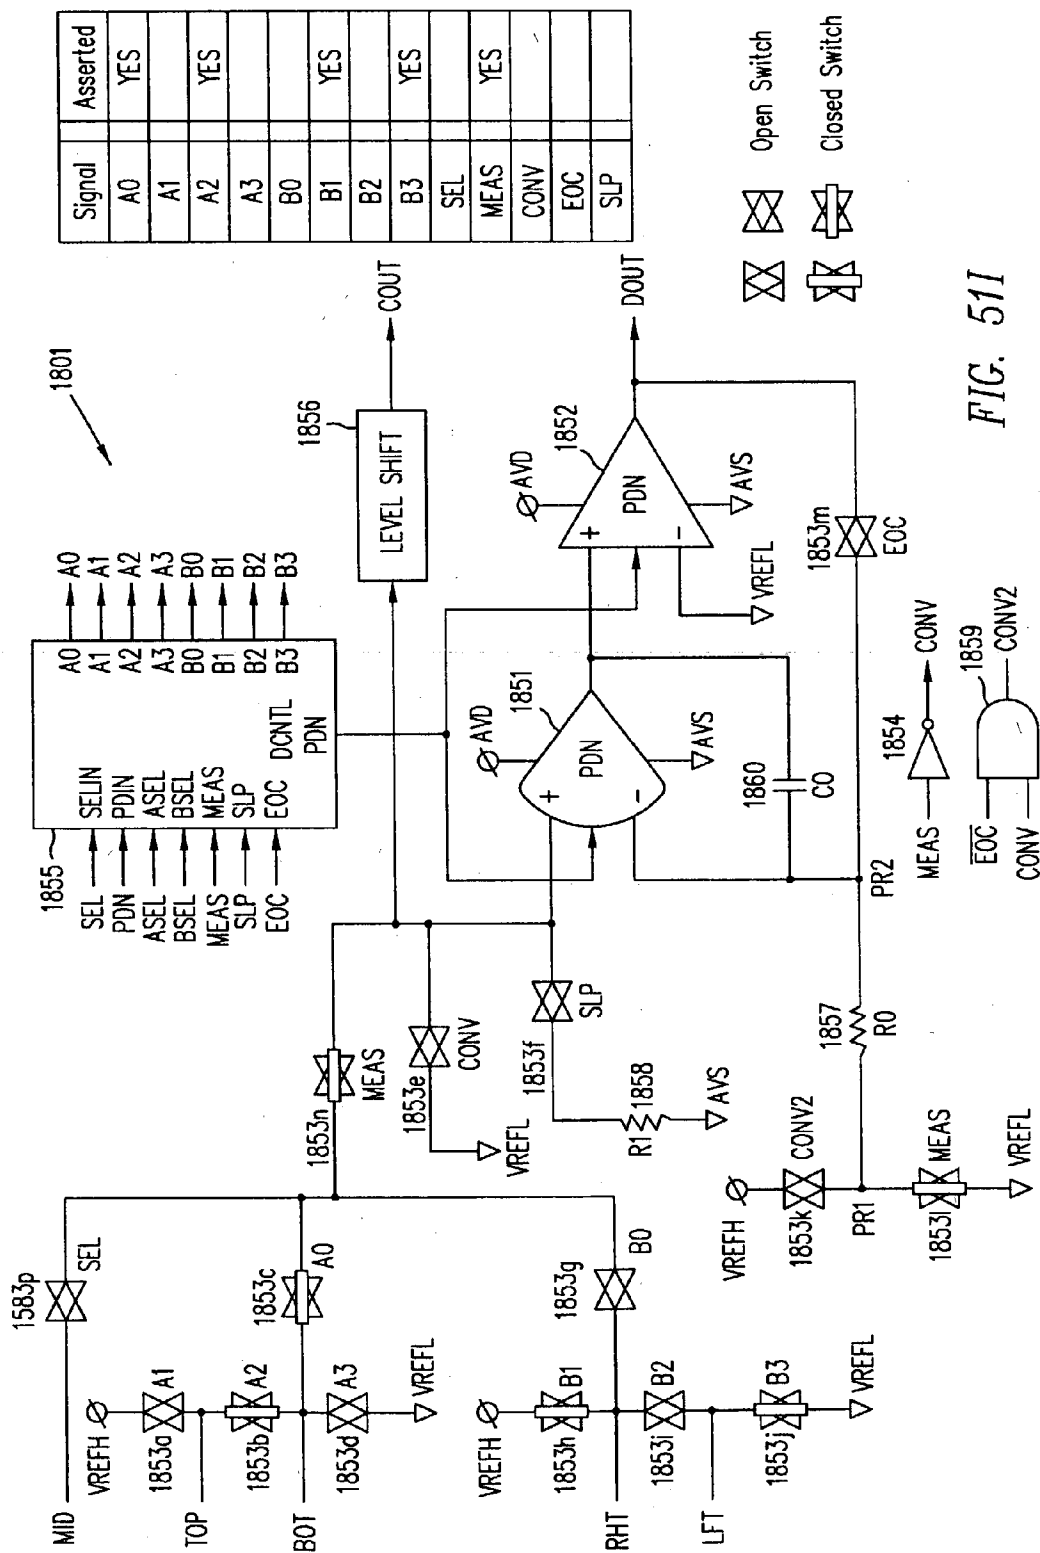 1801
Signal Asserted
A0 YES
A1
A2 YES
A3
B0
B1 YES
B2
B3 YES
SEL
MEAS YES
CONV
EOC
SLP
Open Switch
Closed Switch
1855
SEL SELIN A0 A0
PDN PDIN A1 A1
ASEL ASEL A2 A2
BSEL BSEL A3 A3
MEAS MEAS B0 B0
SLP SLP B1 B1
EOC EOC B2 B2
DCNTL B3 B3
PDN
1856
LEVEL SHIFT
COUT
MID
1583p
SEL
VREFH
1853a
A1
TOP
1853b
A2
BOT
1853c
A0
1853d
A3
VREFL
1853n
MEAS
1853e
CONV
VREFL
1853f
SLP
R1
1858
AVS
AVD
1851
+
PDN
−
AVS
1860
C0
AVD
1852
+
PDN
−
AVS
VREFL
DOUT
VREFH
1853h
B1
RHT
1853g
B0
1853i
B2
LFT
1853j
B3
VREFL
VREFH
1853k
CONV2
PR1
1853l
MEAS
VREFL
1857
R0
PR2
1853m
EOC
1854
MEAS
CONV
EOC
CONV
1859
CONV2
FIG. 51I